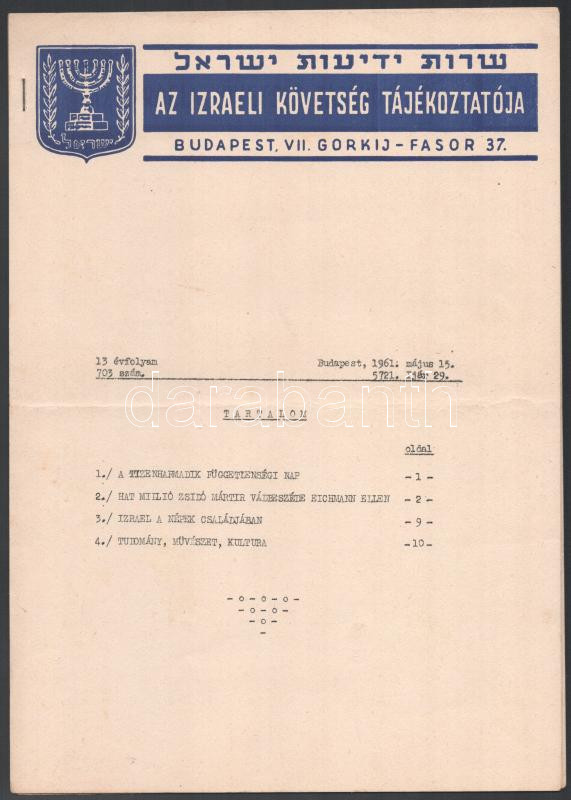 שרות ידיעות ישראל
AZ IZRAELI KÖVETSÉG TÁJÉKOZTATÓJA
BUDAPEST, VII. GORKIJ - FASOR 37.
ישראל
13 évfolyam Budapest, 1961. május 15.
703 szám. 5721. Ijár 29.
darabanth
TARTALOM
oldal
1./ A TIZENHARMADIK FÜGGETLENSÉGI NAP - 1 -
2./ HAT MILLIÓ ZSIDÓ MÁRTIR VÁDBESZÉDE EICHMANN ELLEN - 2 -
3./ IZRAEL A NÉPEK CSALÁDJÁBAN - 9 -
4./ TUDOMÁNY, MÜVÉSZET, KULTURA -10-
-o-o-o-
-o-o-
-o-
-